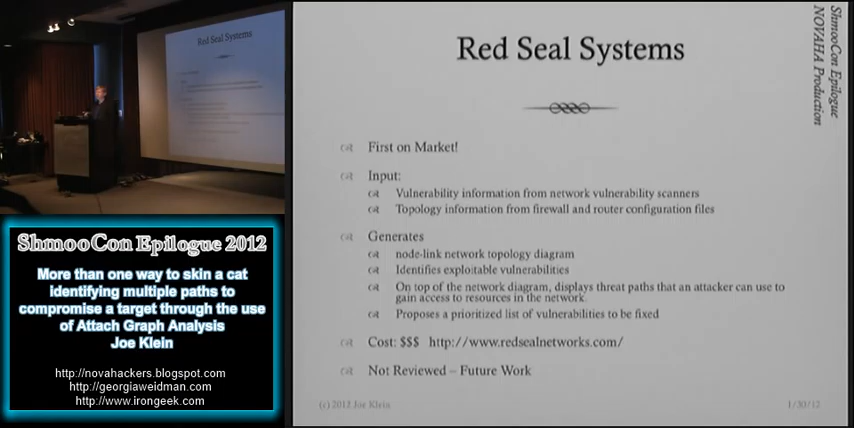 Red Seal Systems
ShmooCon Epilogue 2012
More than one way to skin a cat
identifying multiple paths to
compromise a target through the use
of Attach Graph Analysis
Joe Klein
http://novahackers.blogspot.com
http://georgiaweidman.com
http://www.irongeek.com
Red Seal Systems
First on Market!
Input:
Vulnerability information from network vulnerability scanners
Topology information from firewall and router configuration files
Generates
node-link network topology diagram
Identifies exploitable vulnerabilities
On top of the network diagram, displays threat paths that an attacker can use to
gain access to resources in the network.
Proposes a prioritized list of vulnerabilities to be fixed
Cost: $$$ http://www.redsealnetworks.com/
Not Reviewed – Future Work
(c) 2012 Joe Klein
1/30/12
ShmooCon Epilogue
NOVAHA Production